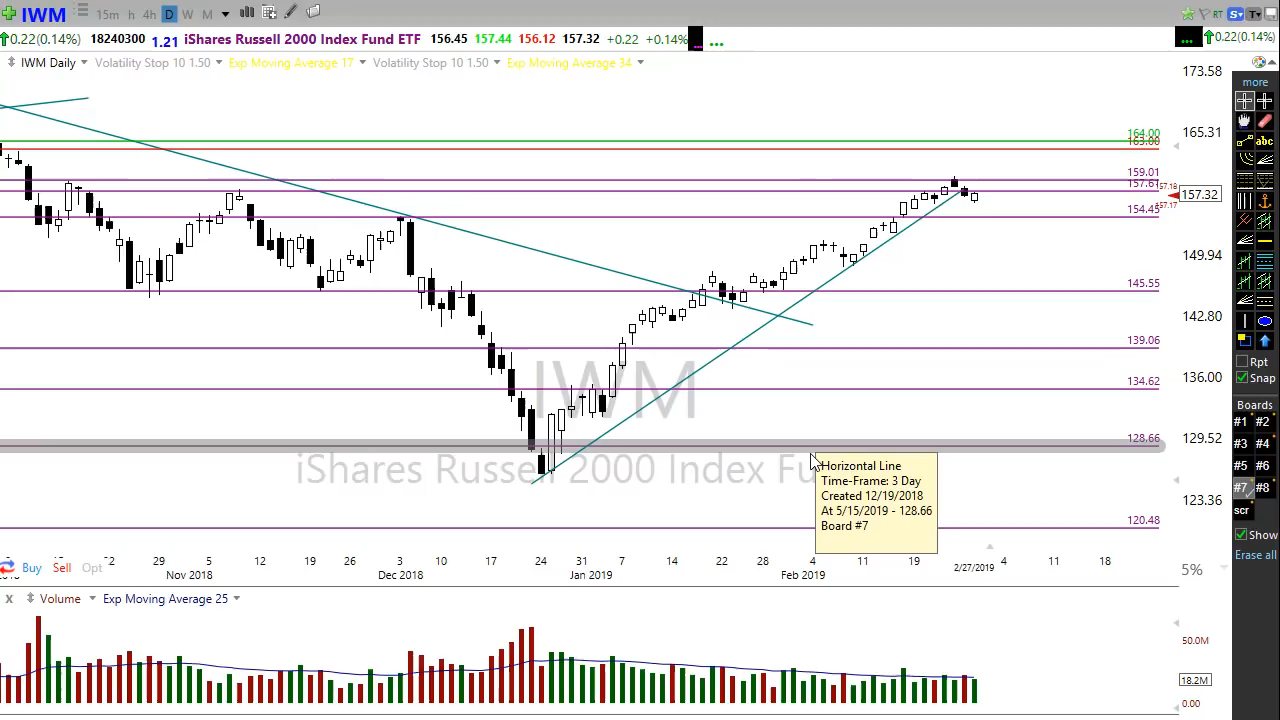 IWM 15m h 4h D W M RT S T
0.22(0.14%) 18240300 1.21 iShares Russell 2000 Index Fund ETF 156.45 157.44 156.12 157.32 +0.22 +0.14% ... ... 0.22(0.14%)
IWM Daily Volatility Stop 10 1.50 Exp Moving Average 17 Volatility Stop 10 1.50 Exp Moving Average 34
173.58
more
abc
164.00
165.31
163.00
159.01
157.61
57.18
157.32
57.17
154.45
149.94
145.55
142.80
139.06
Rpt
IWM
136.00
Snap
134.62
Boards
#1 #2
128.66
129.52
#3 #4
iShares Russell 2000 Index Fu
Horizontal Line
Time-Frame: 3 Day
Created 12/19/2018
At 5/15/2019 - 128.66
Board #7
#5 #6
#7 #8
123.36
scr
120.48
Show
Erase all
29 12 19 26 3 10 17 24 31 7 14 22 28 4 11 19 4 11 18
Nov 2018 Dec 2018 Jan 2019 Feb 2019 2/27/2019
Buy Sell Opt
5%
X Volume Exp Moving Average 25
50.0M
18.2M
0.00